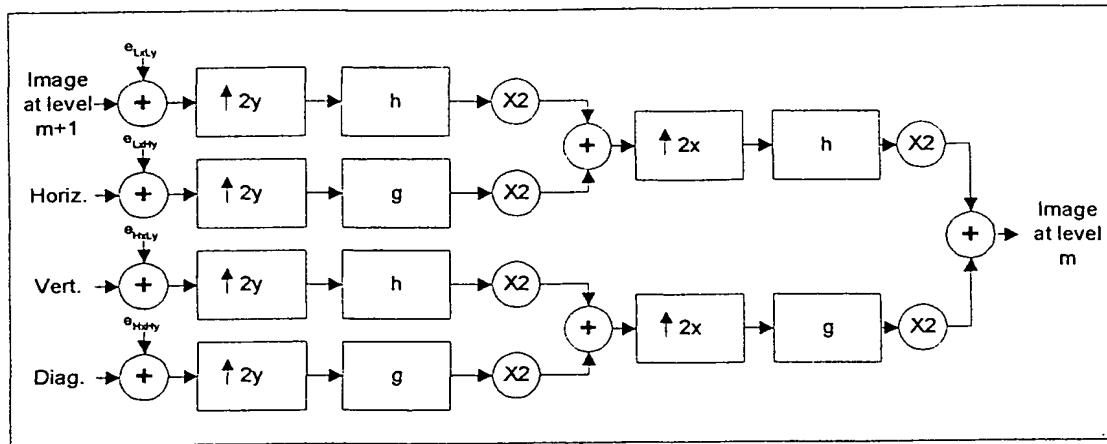 e_LxLy
Image
at level
m+1
↑ 2y
h
X2
+
e_LxHy
Horiz.
+
↑ 2y
g
X2
+
↑ 2x
h
X2
e_HxLy
Vert.
+
↑ 2y
h
X2
+
↑ 2x
g
X2
e_HxHy
Diag.
+
↑ 2y
g
X2
+
Image
at level
m